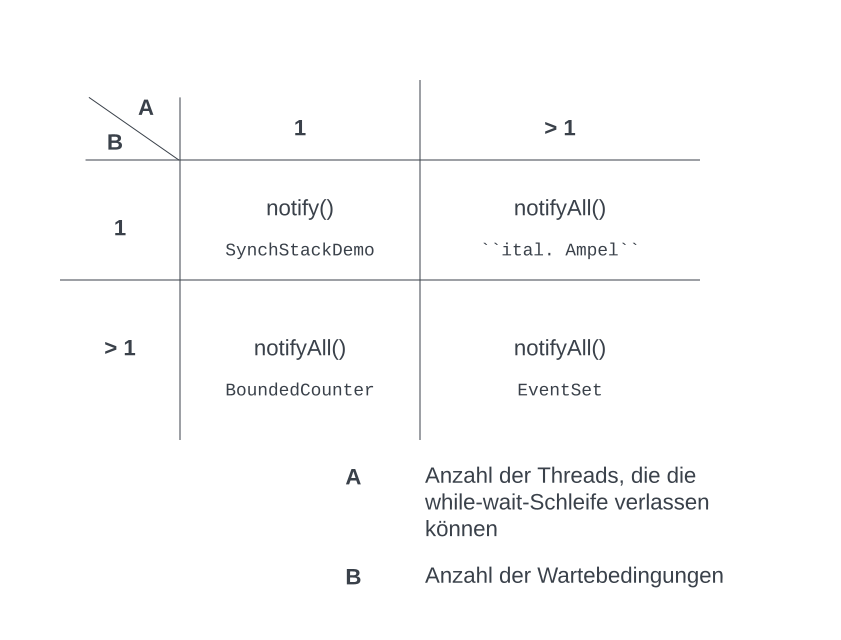 A
B
1
> 1
1
notify()
notifyAll()
SynchStackDemo
``ital. Ampel``
> 1
notifyAll()
notifyAll()
BoundedCounter
EventSet
A
Anzahl der Threads, die die
while-wait-Schleife verlassen
können
B
Anzahl der Wartebedingungen